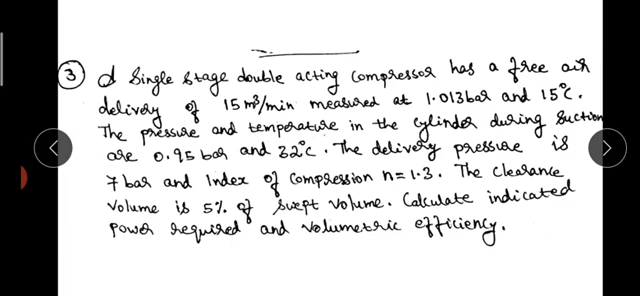 3 A Single stage double acting compressor has a free air
delivery of 15 m³/min measured at 1.013 bar and 15°C.
The pressure and temperature in the cylinder during suction
are 0.95 bar and 32°C. The delivery pressure is
7 bar and Index of compression n=1.3. The clearance
volume is 5% of swept volume. Calculate indicated
power required and volumetric efficiency.